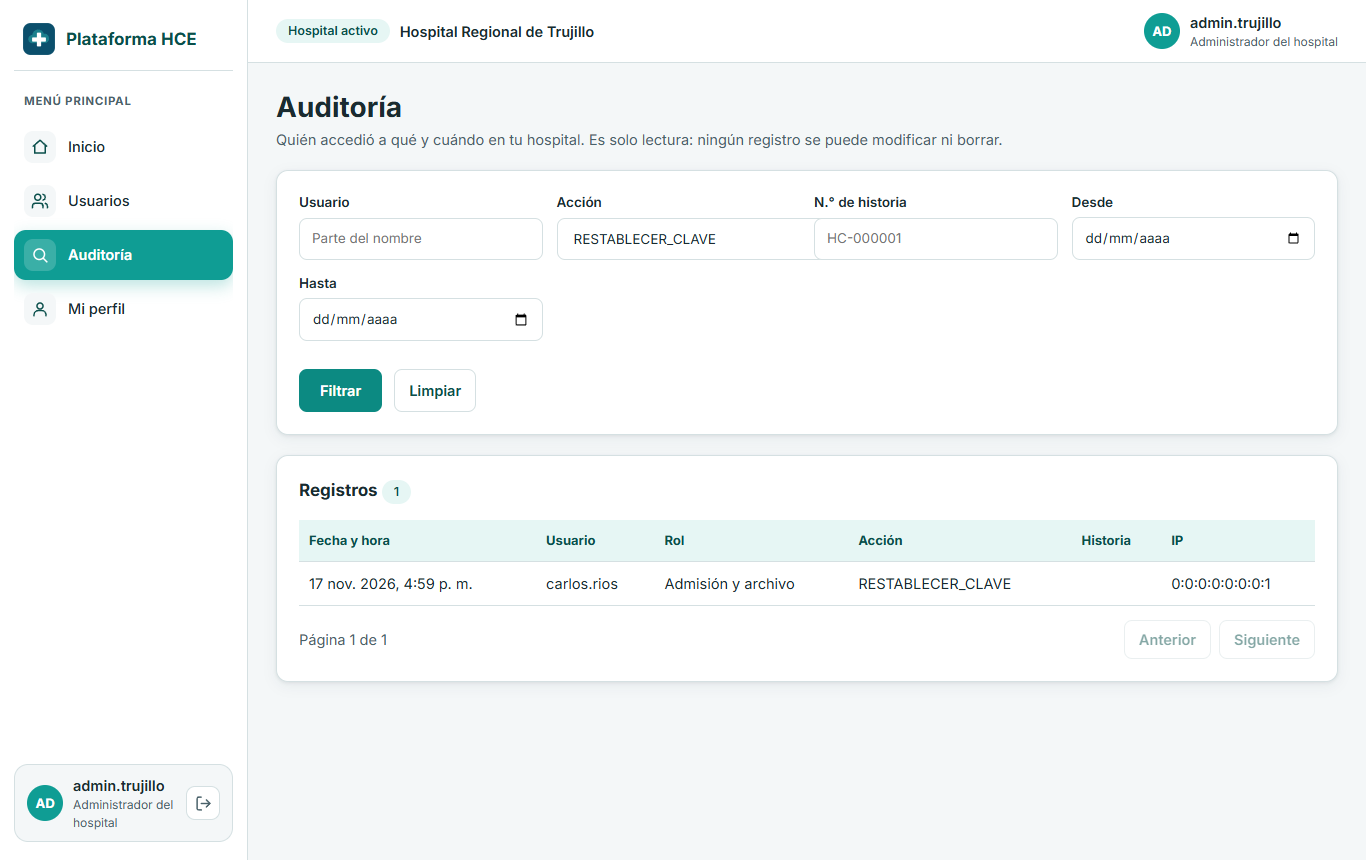 Plataforma HCE
MENÚ PRINCIPAL
Inicio
Usuarios
Auditoría
Mi perfil
AD
admin.trujillo
Administrador del
hospital
Hospital activo
Hospital Regional de Trujillo
AD
admin.trujillo
Administrador del hospital
Auditoría
Quién accedió a qué y cuándo en tu hospital. Es solo lectura: ningún registro se puede modificar ni borrar.
Usuario Acción N.° de historia Desde
Parte del nombre RESTABLECER_CLAVE HC-000001 dd/mm/aaaa
Hasta
dd/mm/aaaa
Filtrar Limpiar
Registros 1
Fecha y hora Usuario Rol Acción Historia IP
17 nov. 2026, 4:59 p. m. carlos.rios Admisión y archivo RESTABLECER_CLAVE 0:0:0:0:0:0:0:1
Página 1 de 1 Anterior Siguiente